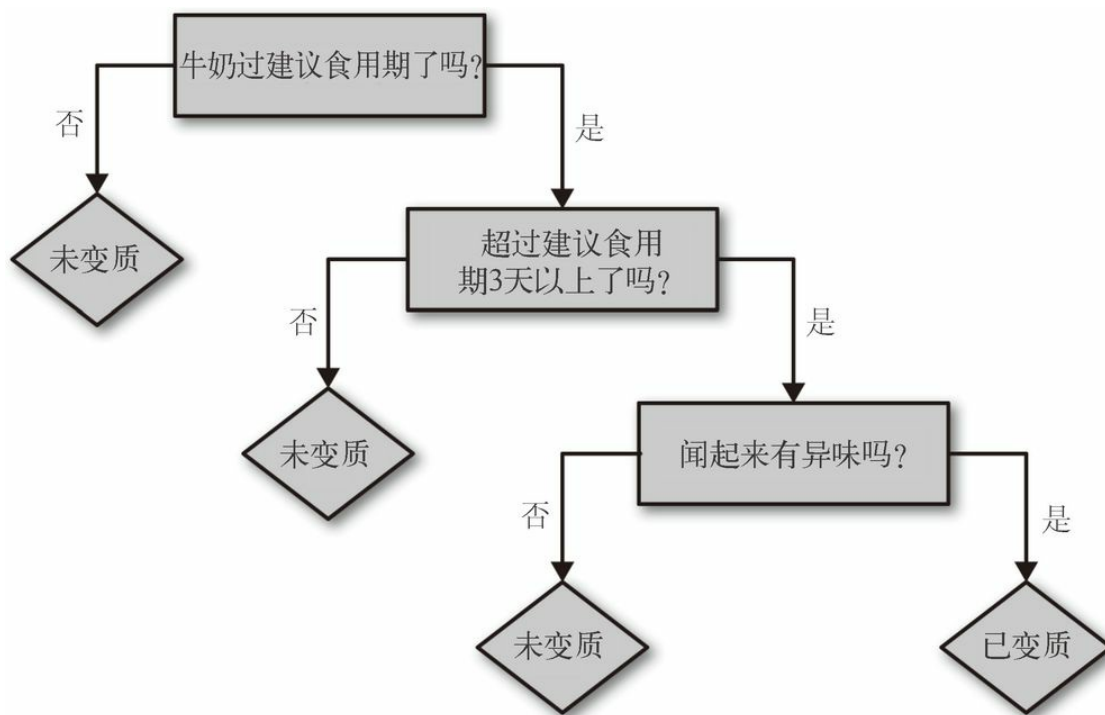 牛奶过建议食用期了吗？
否
是
未变质
超过建议食用
期3天以上了吗？
否
是
未变质
闻起来有异味吗？
否
是
未变质
已变质